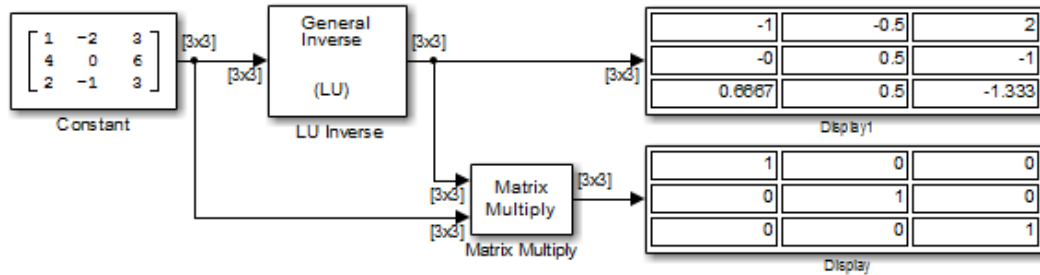 1 -2 3
4 0 6
2 -1 3
[3x3]
Constant
[3x3]
General
Inverse
(LU)
LU Inverse
[3x3]
[3x3]
-1 -0.5 2
-0 0.5 -1
0.6667 0.5 -1.333
Display1
[3x3]
[3x3]
Matrix
Multiply
Matrix Multiply
[3x3]
1 0 0
0 1 0
0 0 1
Display